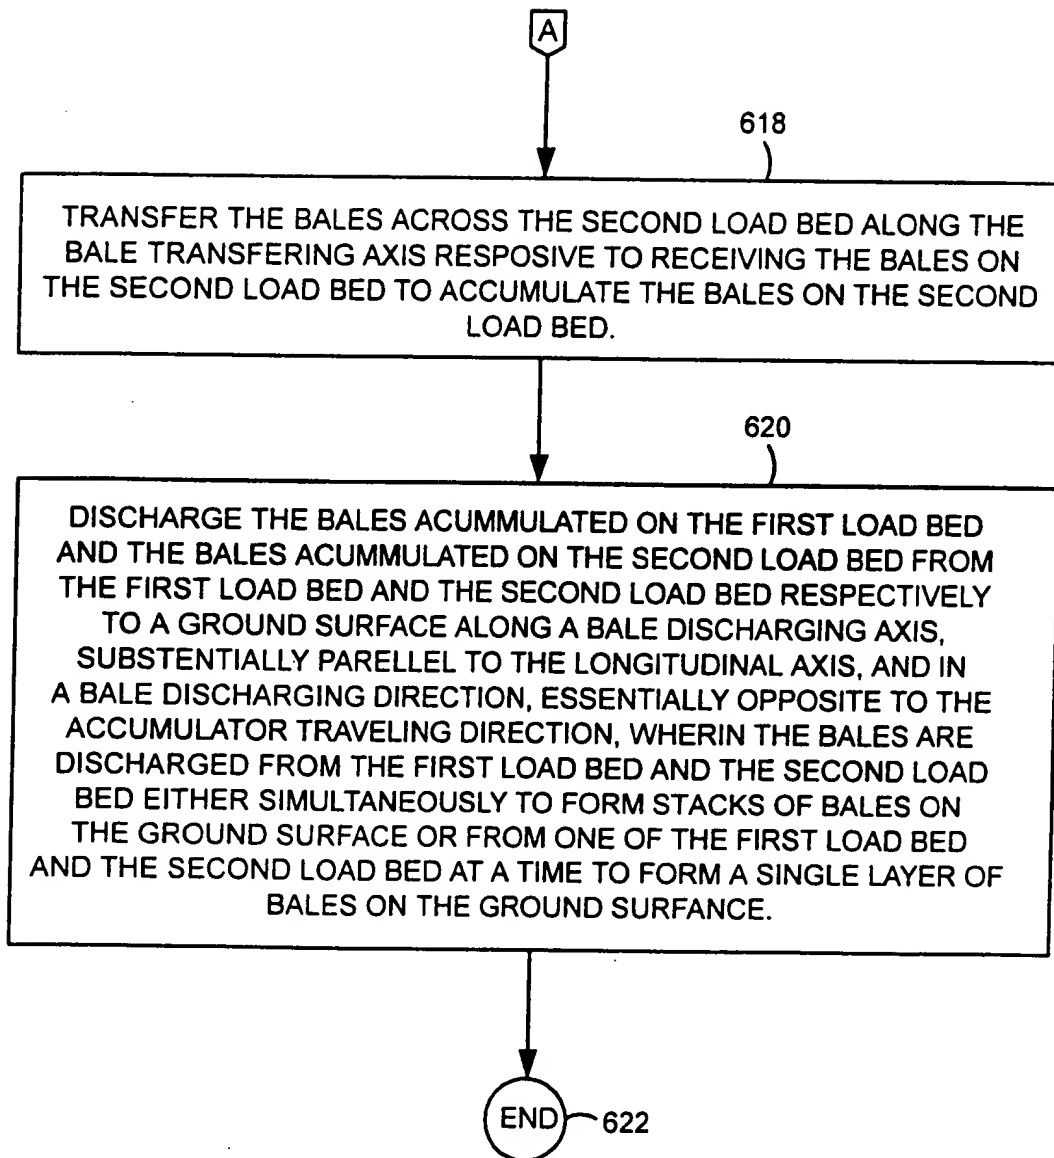 A
618
TRANSFER THE BALES ACROSS THE SECOND LOAD BED ALONG THE
BALE TRANSFERING AXIS RESPOSIVE TO RECEIVING THE BALES ON
THE SECOND LOAD BED TO ACCUMULATE THE BALES ON THE SECOND
LOAD BED.
620
DISCHARGE THE BALES ACUMMULATED ON THE FIRST LOAD BED
AND THE BALES ACUMMULATED ON THE SECOND LOAD BED FROM
THE FIRST LOAD BED AND THE SECOND LOAD BED RESPECTIVELY
TO A GROUND SURFACE ALONG A BALE DISCHARGING AXIS,
SUBSTENTIALLY PARELLEL TO THE LONGITUDINAL AXIS, AND IN
A BALE DISCHARGING DIRECTION, ESSENTIALLY OPPOSITE TO THE
ACCUMULATOR TRAVELING DIRECTION, WHERIN THE BALES ARE
DISCHARGED FROM THE FIRST LOAD BED AND THE SECOND LOAD
BED EITHER SIMULTANEOUSLY TO FORM STACKS OF BALES ON
THE GROUND SURFACE OR FROM ONE OF THE FIRST LOAD BED
AND THE SECOND LOAD BED AT A TIME TO FORM A SINGLE LAYER OF
BALES ON THE GROUND SURFANCE.
END
622